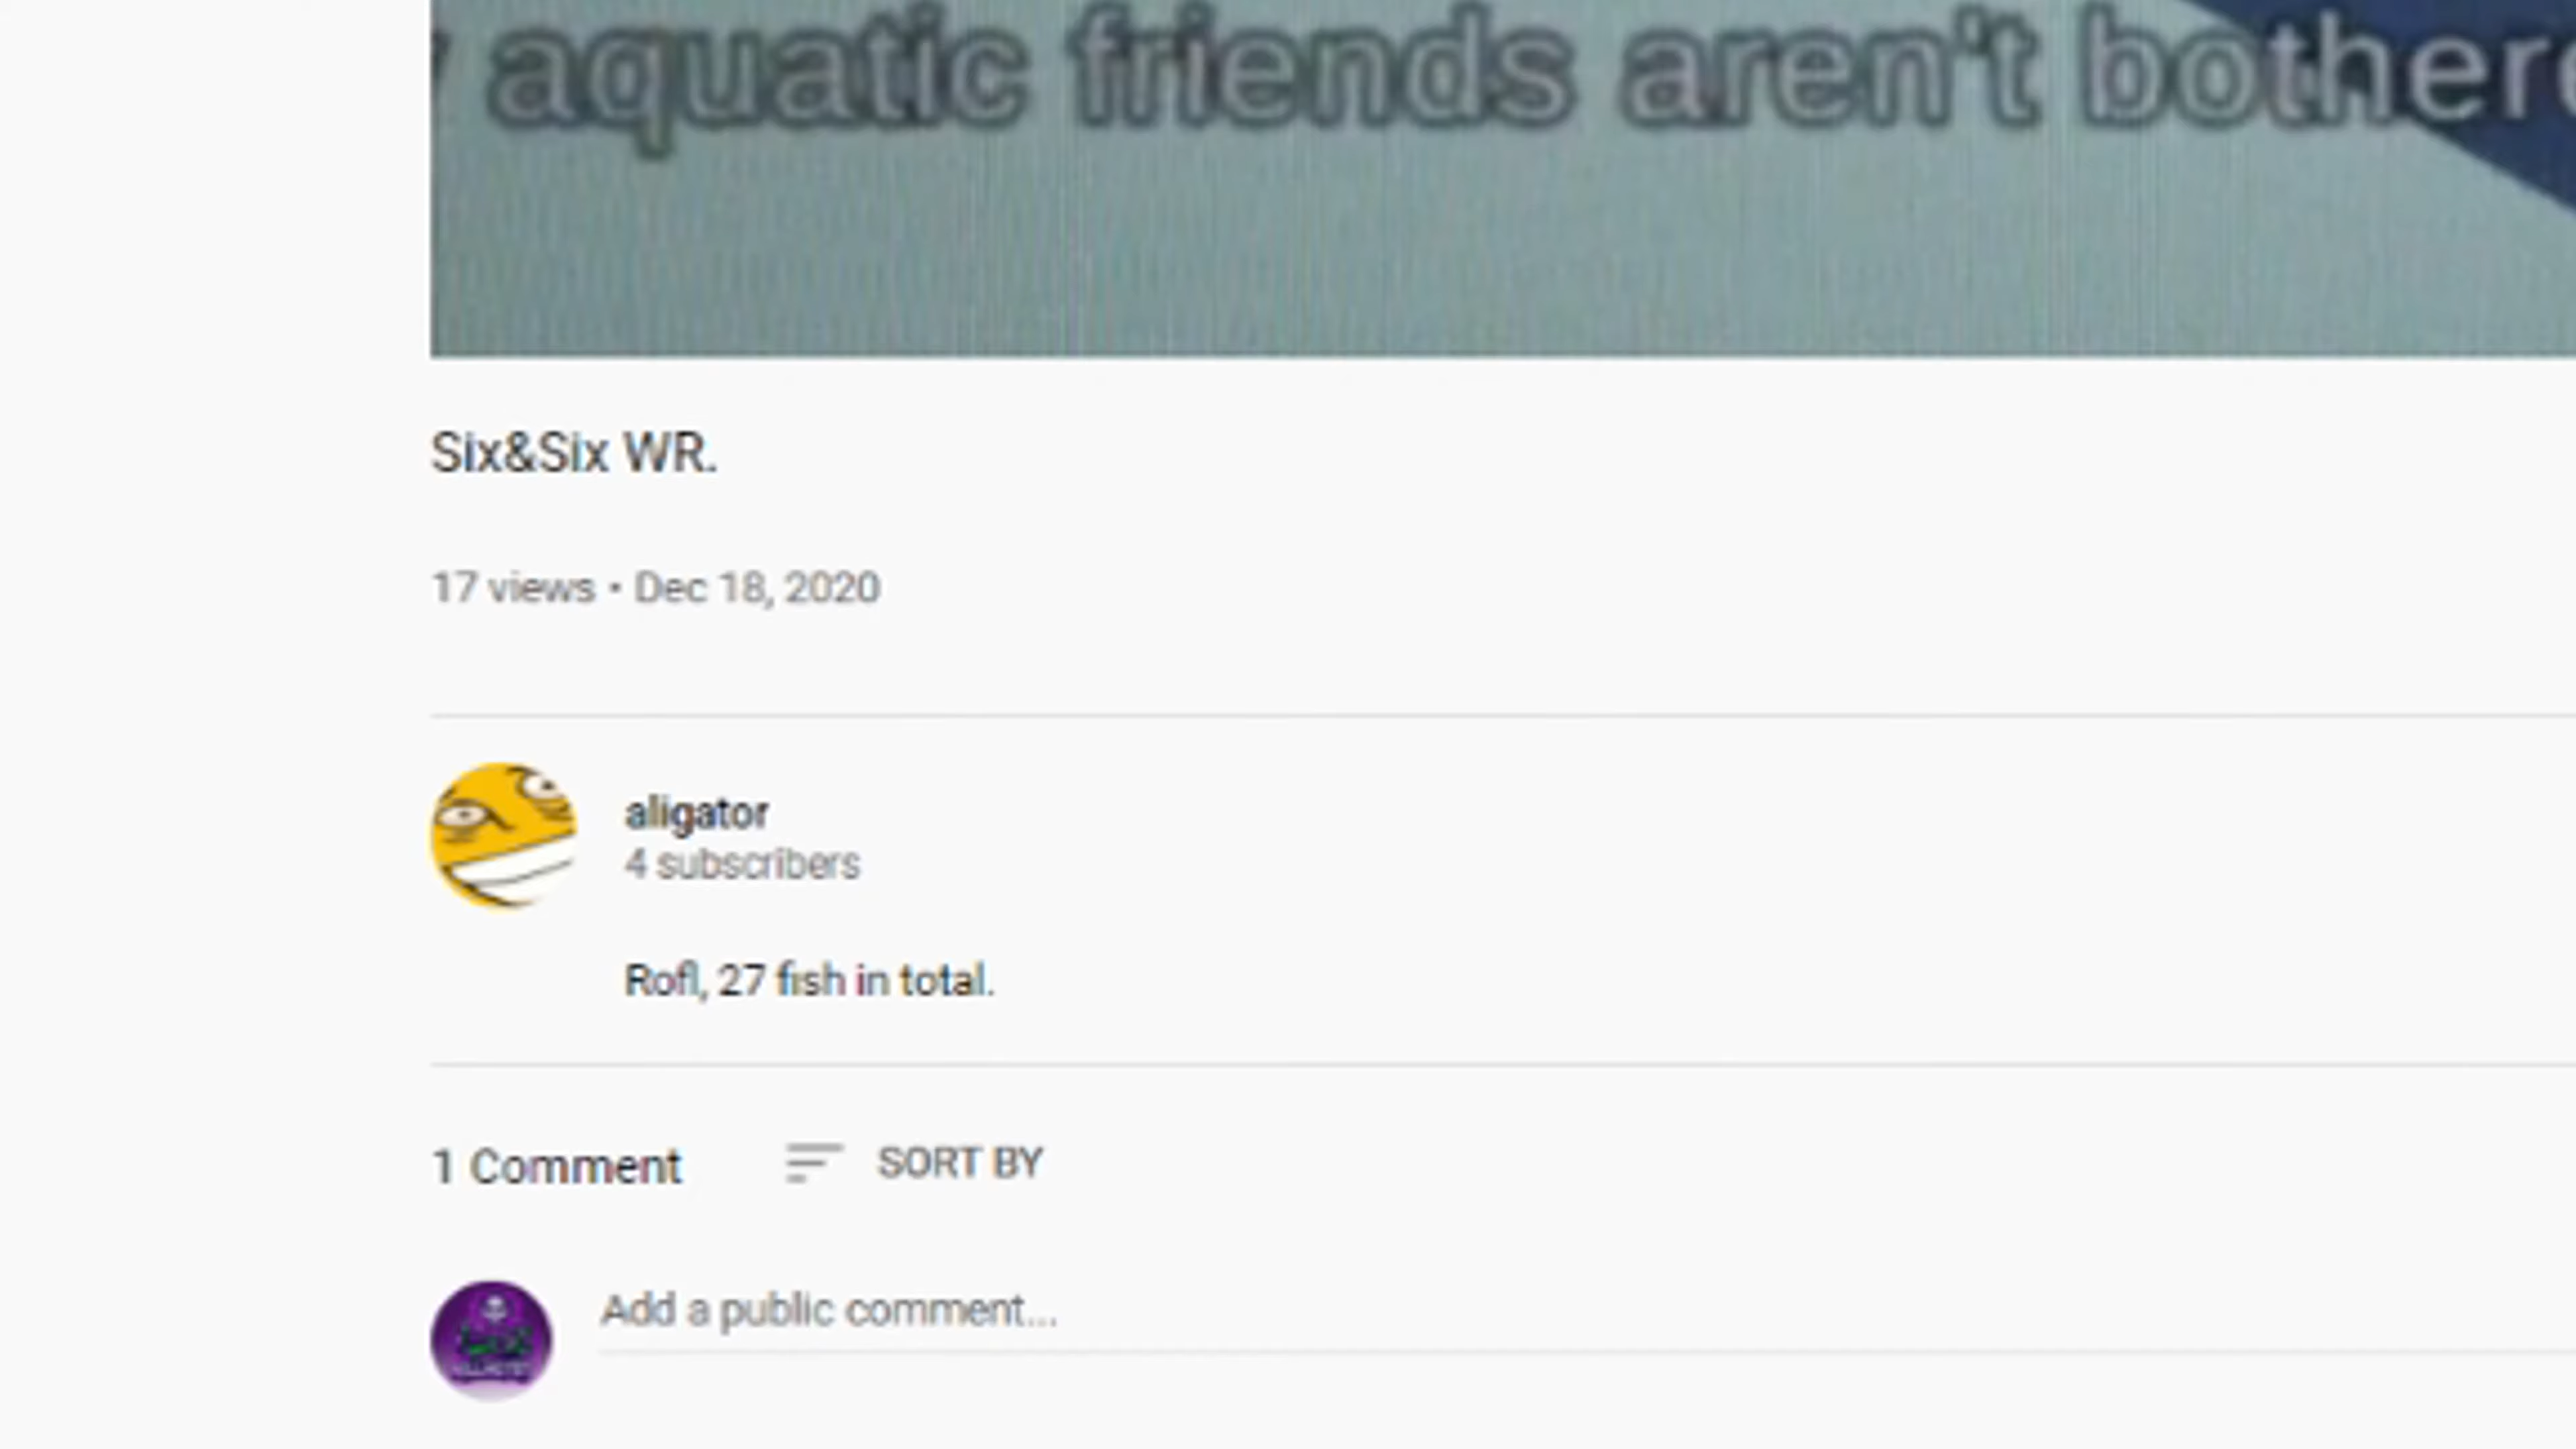 aquatic friends aren't
Six&Six WR.
17 views • Dec 18, 2020
aligator
4 subscribers
Rofl, 27 fish in total.
1 Comment
SORT BY
Add a public comment...